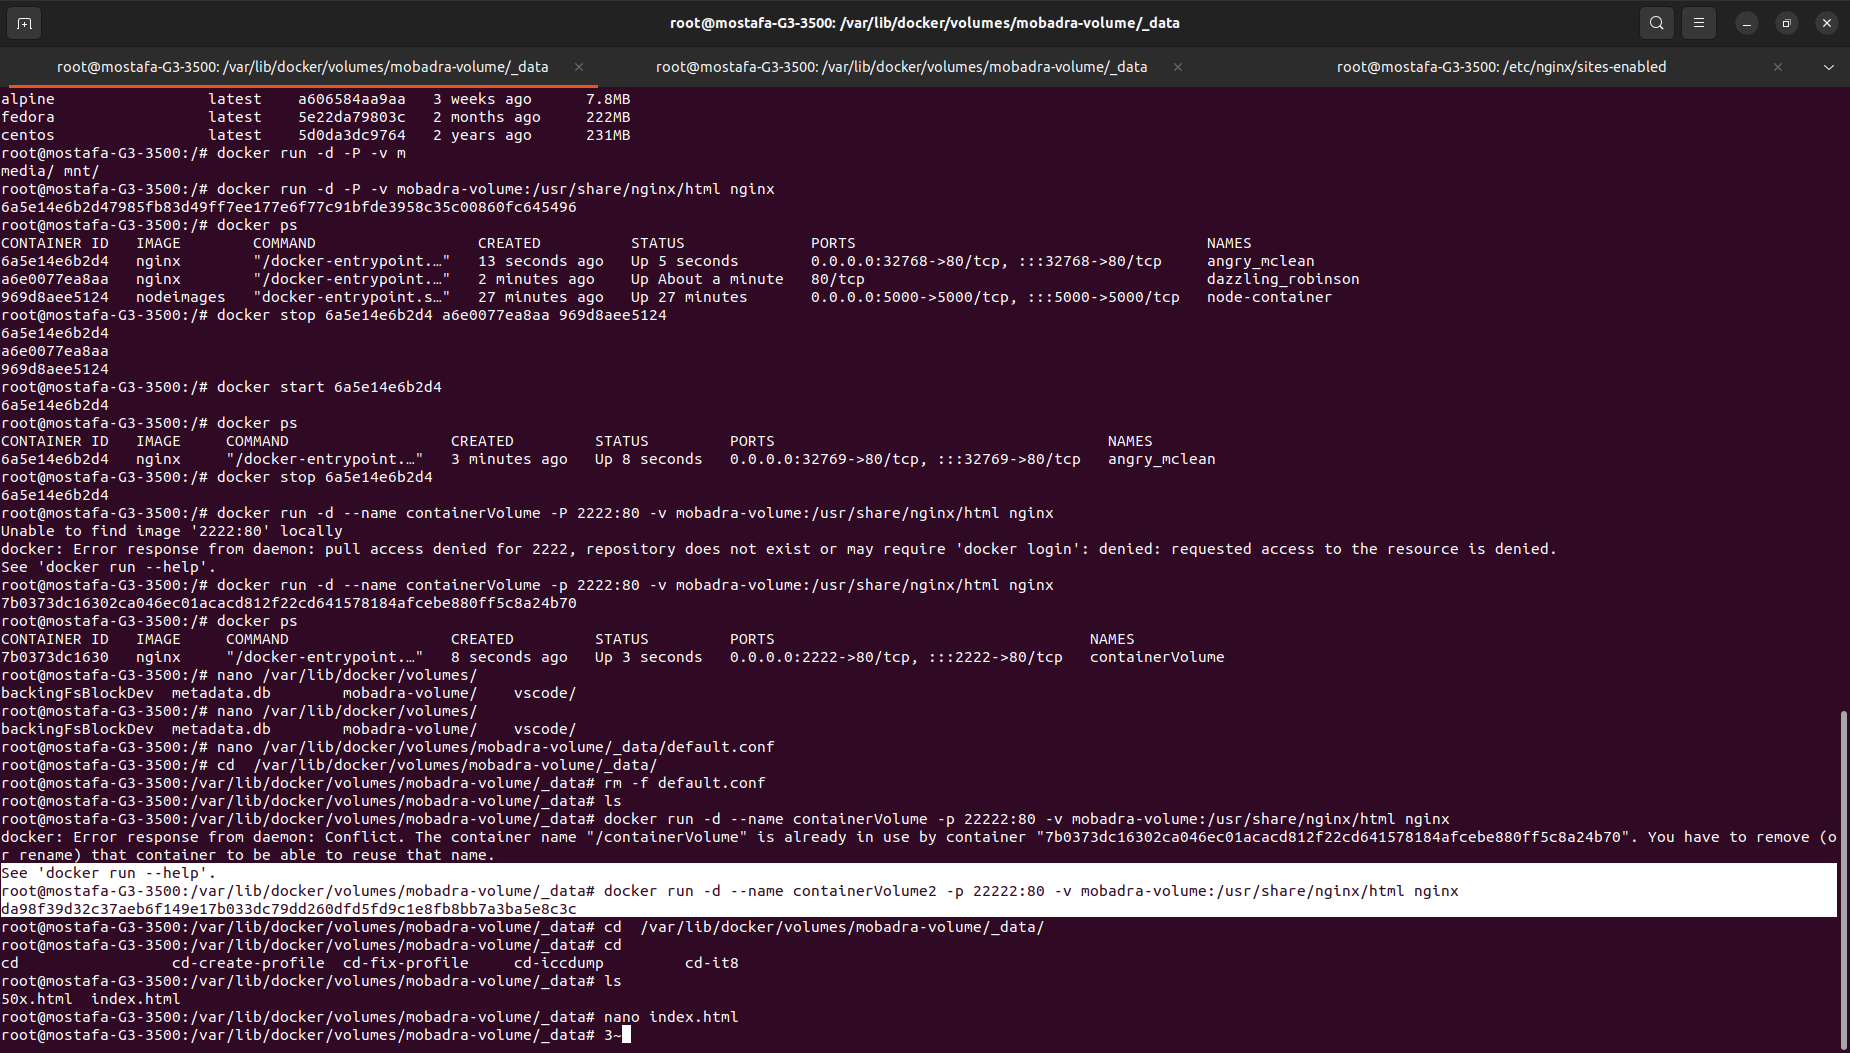 root@mostafa-G3-3500: /var/lib/docker/volumes/mobadra-volume/_data
root@mostafa-G3-3500: /var/lib/docker/volumes/mobadra-volume/_data
root@mostafa-G3-3500: /var/lib/docker/volumes/mobadra-volume/_data
root@mostafa-G3-3500: /etc/nginx/sites-enabled
alpine                 latest    a606584aa9aa   3 weeks ago      7.8MB
fedora                 latest    5e22da79803c   2 months ago     222MB
centos                 latest    5d0da3dc9764   2 years ago      231MB
root@mostafa-G3-3500:/# docker run -d -P -v m
media/ mnt/
root@mostafa-G3-3500:/# docker run -d -P -v mobadra-volume:/usr/share/nginx/html nginx
6a5e14e6b2d47985fb83d49ff7ee177e6f77c91bfde3958c35c00860fc645496
root@mostafa-G3-3500:/# docker ps
CONTAINER ID   IMAGE        COMMAND                  CREATED          STATUS              PORTS                                       NAMES
6a5e14e6b2d4   nginx        "/docker-entrypoint.…"   13 seconds ago   Up 5 seconds        0.0.0.0:32768->80/tcp, :::32768->80/tcp     angry_mclean
a6e0077ea8aa   nginx        "/docker-entrypoint.…"   2 minutes ago    Up About a minute   80/tcp                                      dazzling_robinson
969d8aee5124   nodeimages   "docker-entrypoint.s…"   27 minutes ago   Up 27 minutes       0.0.0.0:5000->5000/tcp, :::5000->5000/tcp   node-container
root@mostafa-G3-3500:/# docker stop 6a5e14e6b2d4 a6e0077ea8aa 969d8aee5124
6a5e14e6b2d4
a6e0077ea8aa
969d8aee5124
root@mostafa-G3-3500:/# docker start 6a5e14e6b2d4
6a5e14e6b2d4
root@mostafa-G3-3500:/# docker ps
CONTAINER ID   IMAGE     COMMAND                  CREATED         STATUS         PORTS                                     NAMES
6a5e14e6b2d4   nginx     "/docker-entrypoint.…"   3 minutes ago   Up 8 seconds   0.0.0.0:32769->80/tcp, :::32769->80/tcp   angry_mclean
root@mostafa-G3-3500:/# docker stop 6a5e14e6b2d4
6a5e14e6b2d4
root@mostafa-G3-3500:/# docker run -d --name containerVolume -P 2222:80 -v mobadra-volume:/usr/share/nginx/html nginx
Unable to find image '2222:80' locally
docker: Error response from daemon: pull access denied for 2222, repository does not exist or may require 'docker login': denied: requested access to the resource is denied.
See 'docker run --help'.
root@mostafa-G3-3500:/# docker run -d --name containerVolume -p 2222:80 -v mobadra-volume:/usr/share/nginx/html nginx
7b0373dc16302ca046ec01acacd812f22cd641578184afcebe880ff5c8a24b70
root@mostafa-G3-3500:/# docker ps
CONTAINER ID   IMAGE     COMMAND                  CREATED         STATUS         PORTS                                   NAMES
7b0373dc1630   nginx     "/docker-entrypoint.…"   8 seconds ago   Up 3 seconds   0.0.0.0:2222->80/tcp, :::2222->80/tcp   containerVolume
root@mostafa-G3-3500:/# nano /var/lib/docker/volumes/
backingFsBlockDev  metadata.db        mobadra-volume/    vscode/
root@mostafa-G3-3500:/# nano /var/lib/docker/volumes/
backingFsBlockDev  metadata.db        mobadra-volume/    vscode/
root@mostafa-G3-3500:/# nano /var/lib/docker/volumes/mobadra-volume/_data/default.conf
root@mostafa-G3-3500:/# cd  /var/lib/docker/volumes/mobadra-volume/_data/
root@mostafa-G3-3500:/var/lib/docker/volumes/mobadra-volume/_data# rm -f default.conf
root@mostafa-G3-3500:/var/lib/docker/volumes/mobadra-volume/_data# ls
root@mostafa-G3-3500:/var/lib/docker/volumes/mobadra-volume/_data# docker run -d --name containerVolume -p 22222:80 -v mobadra-volume:/usr/share/nginx/html nginx
docker: Error response from daemon: Conflict. The container name "/containerVolume" is already in use by container "7b0373dc16302ca046ec01acacd812f22cd641578184afcebe880ff5c8a24b70". You have to remove (o
r rename) that container to be able to reuse that name.
See 'docker run --help'.
root@mostafa-G3-3500:/var/lib/docker/volumes/mobadra-volume/_data# docker run -d --name containerVolume2 -p 22222:80 -v mobadra-volume:/usr/share/nginx/html nginx
da98f39d32c37aeb6f149e17b033dc79dd260dfd5fd9c1e8fb8bb7a3ba5e8c3c
root@mostafa-G3-3500:/var/lib/docker/volumes/mobadra-volume/_data# cd  /var/lib/docker/volumes/mobadra-volume/_data/
root@mostafa-G3-3500:/var/lib/docker/volumes/mobadra-volume/_data# cd
cd                 cd-create-profile  cd-fix-profile     cd-iccdump         cd-it8
root@mostafa-G3-3500:/var/lib/docker/volumes/mobadra-volume/_data# ls
50x.html  index.html
root@mostafa-G3-3500:/var/lib/docker/volumes/mobadra-volume/_data# nano index.html
root@mostafa-G3-3500:/var/lib/docker/volumes/mobadra-volume/_data# 3~